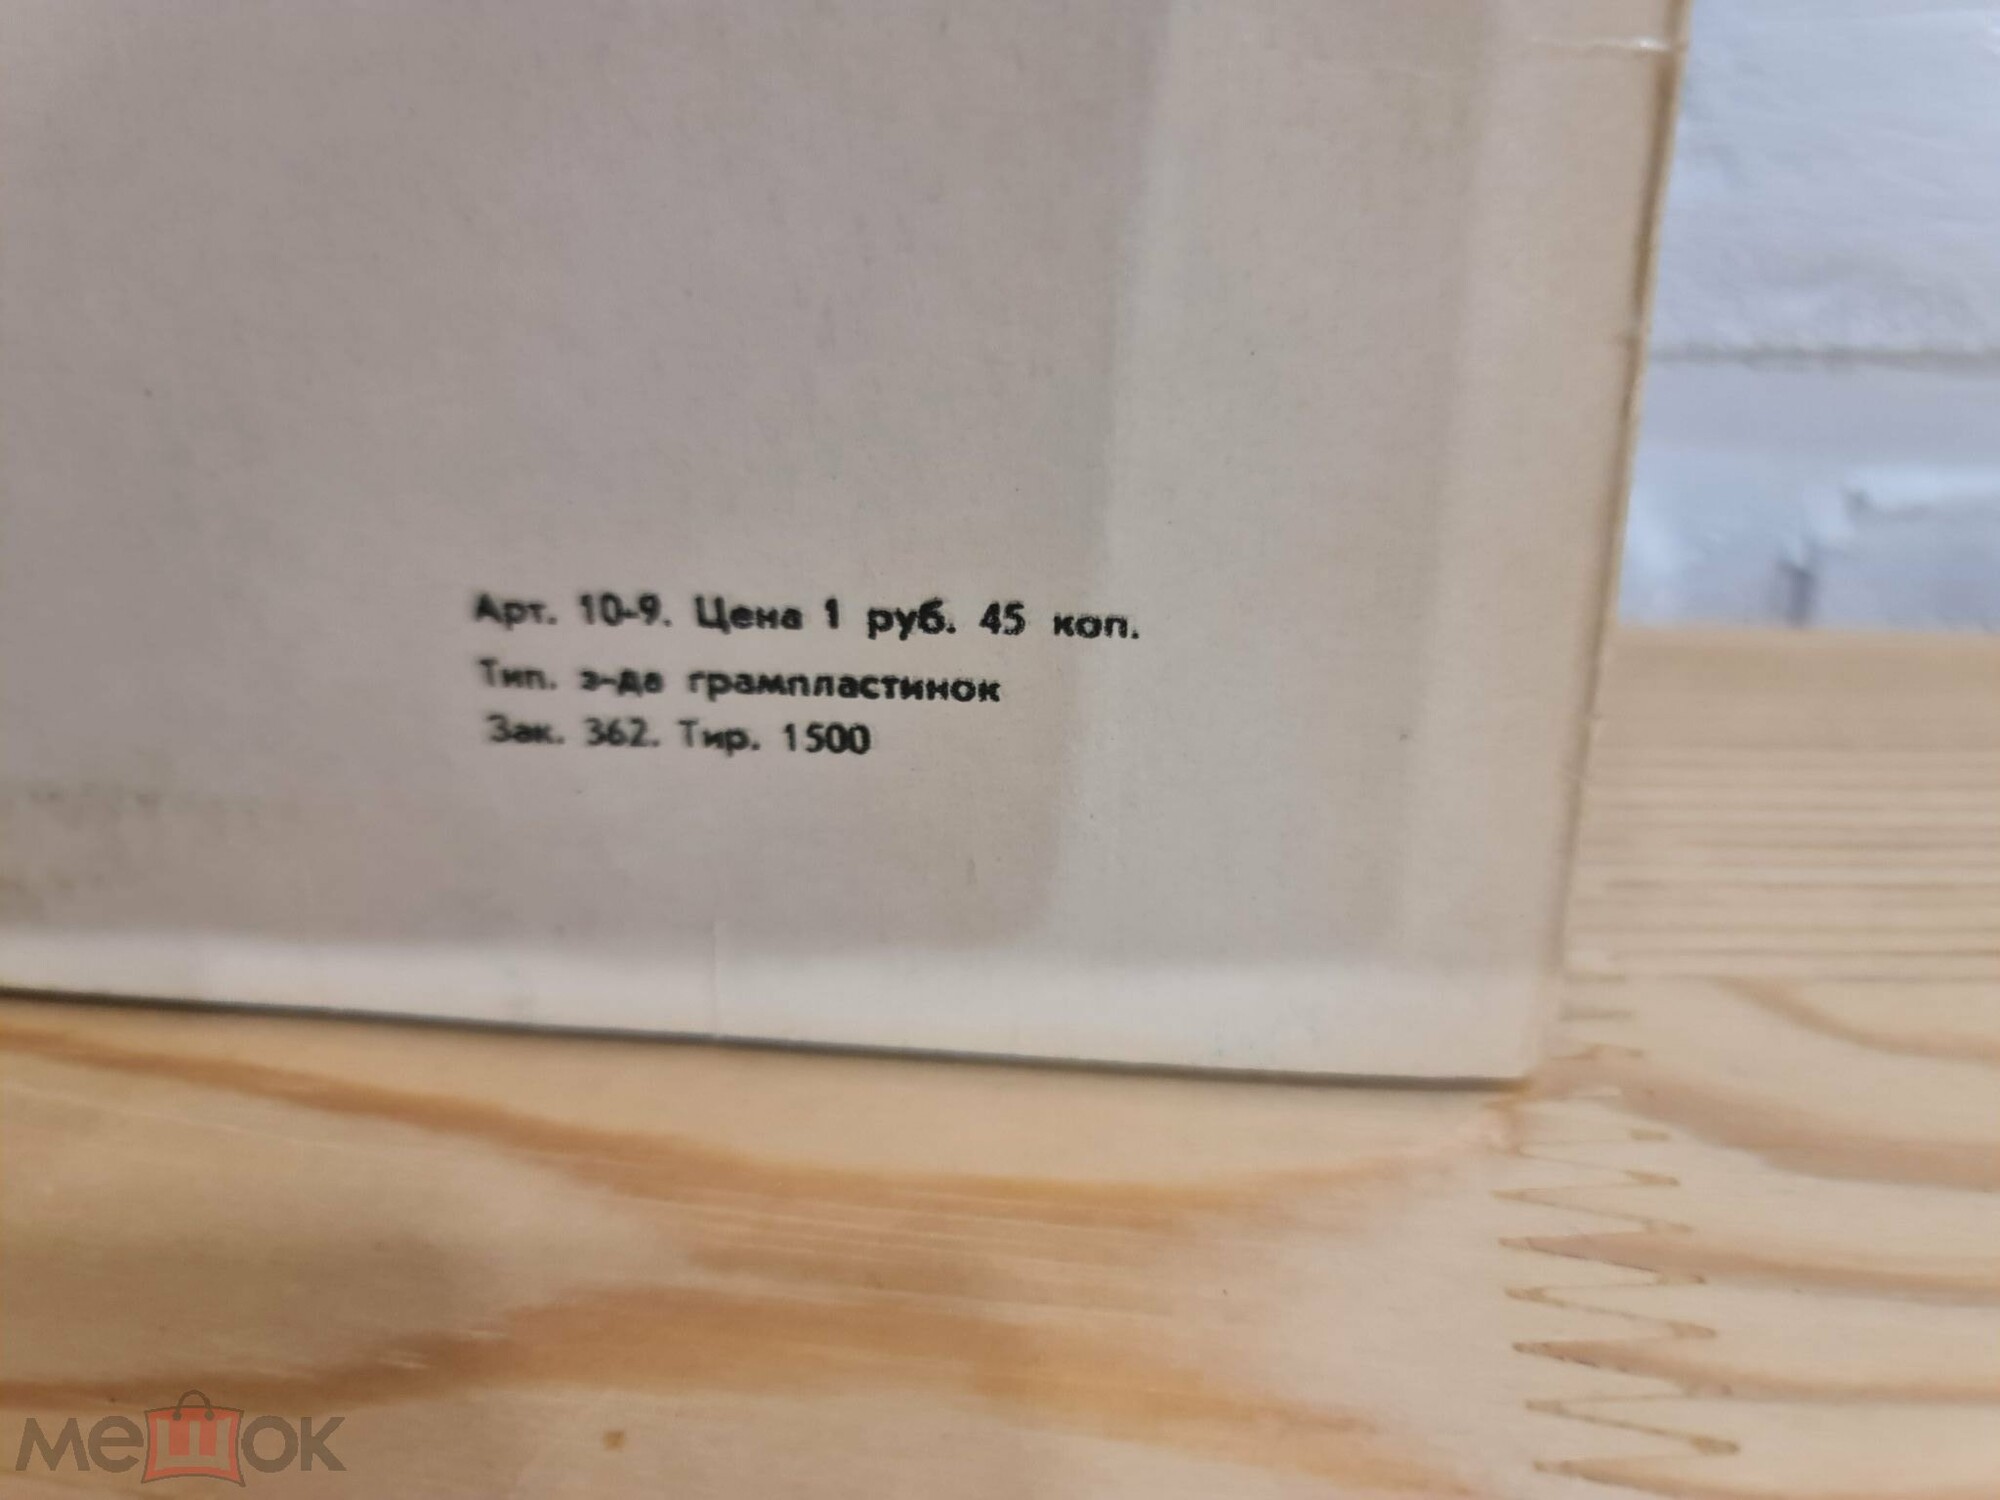 Арт. 10-9. Цена 1 руб. 45 коп.
Тип. з-да грампластинок
Зак. 362. Тир. 1500
мешок